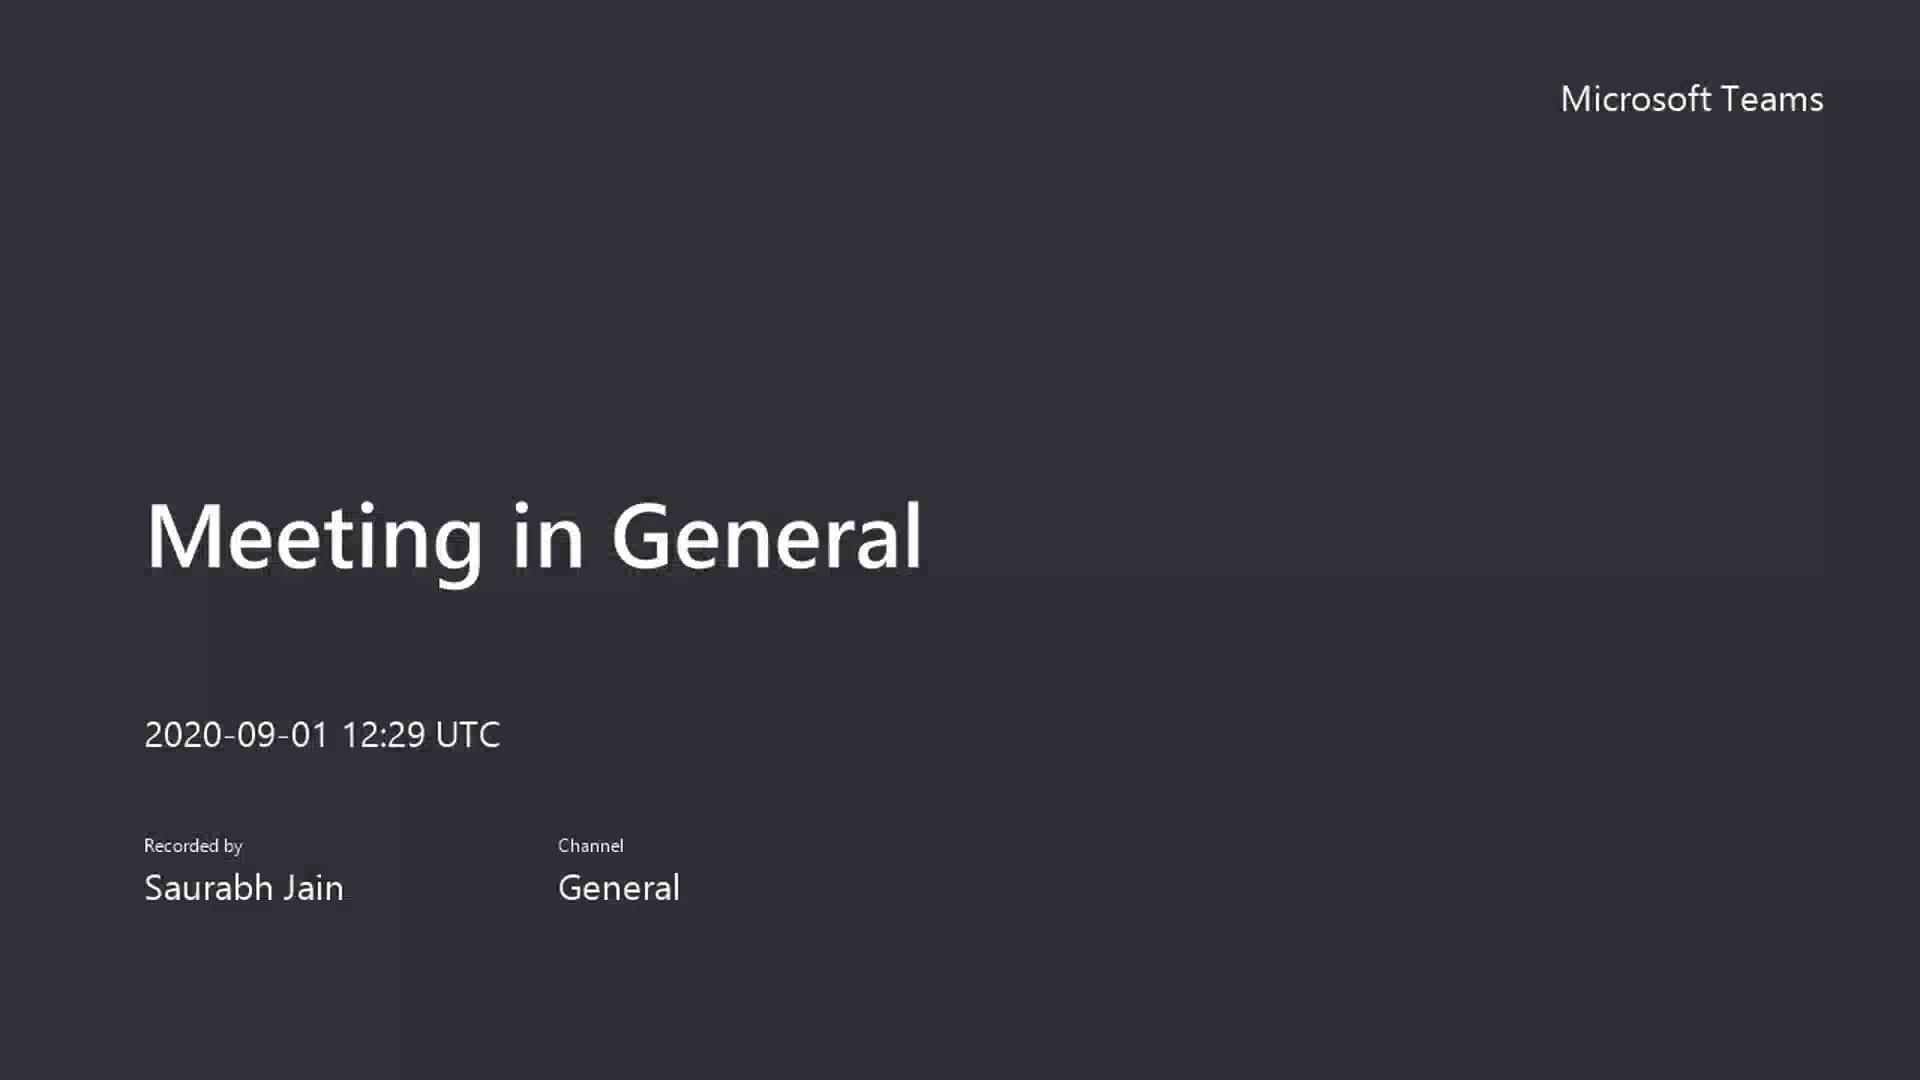 Microsoft Teams
Meeting in General
2020-09-01 12:29 UTC
Recorded by
Saurabh Jain
Channel
General